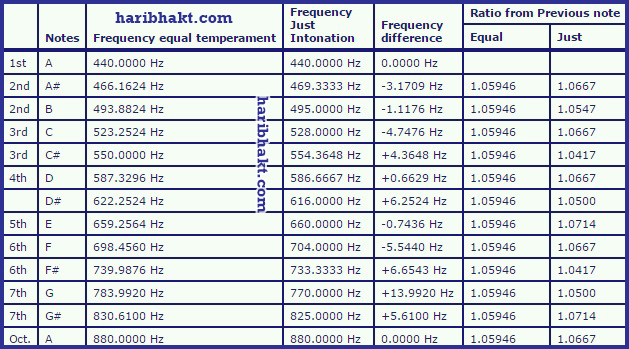 haribhakt.com
Notes Frequency equal temperament Frequency Just Intonation Frequency difference Ratio from Previous note
Equal Just
1st A 440.0000 Hz 440.0000 Hz 0.0000 Hz
2nd A# 466.1624 Hz 469.3333 Hz -3.1709 Hz 1.05946 1.0667
2nd B 493.8824 Hz 495.0000 Hz -1.1176 Hz 1.05946 1.0547
3rd C 523.2524 Hz 528.0000 Hz -4.7476 Hz 1.05946 1.0667
3rd C# 550.0000 Hz 554.3648 Hz +4.3648 Hz 1.05946 1.0417
4th D 587.3296 Hz 586.6667 Hz +0.6629 Hz 1.05946 1.0667
D# 622.2524 Hz 616.0000 Hz +6.2524 Hz 1.05946 1.0500
5th E 659.2564 Hz 660.0000 Hz -0.7436 Hz 1.05946 1.0714
6th F 698.4560 Hz 704.0000 Hz -5.5440 Hz 1.05946 1.0667
6th F# 739.9876 Hz 733.3333 Hz +6.6543 Hz 1.05946 1.0417
7th G 783.9920 Hz 770.0000 Hz +13.9920 Hz 1.05946 1.0500
7th G# 830.6100 Hz 825.0000 Hz +5.6100 Hz 1.05946 1.0714
Oct. A 880.0000 Hz 880.0000 Hz 0.0000 Hz 1.05946 1.0667
haribhakt.com